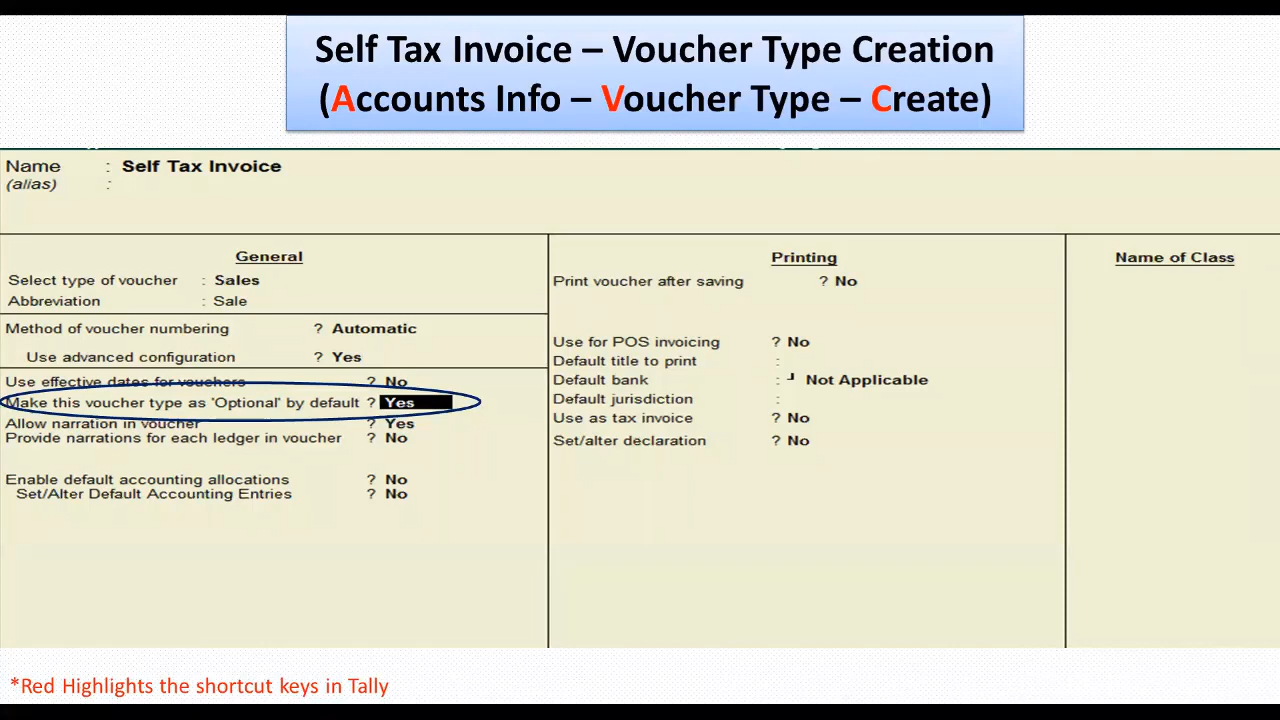 Self Tax Invoice – Voucher Type Creation
(Accounts Info – Voucher Type – Create)
Name : Self Tax Invoice
(alias) :
General
Select type of voucher : Sales
Abbreviation : Sale
Method of voucher numbering ? Automatic
Use advanced configuration ? Yes
Use effective dates for vouchers ? No
Make this voucher type as 'Optional' by default ? Yes
Allow narration in voucher ? Yes
Provide narrations for each ledger in voucher ? No
Enable default accounting allocations ? No
Set/Alter Default Accounting Entries ? No
Printing
Print voucher after saving ? No
Use for POS invoicing ? No
Default title to print :
Default bank : ┘ Not Applicable
Default jurisdiction :
Use as tax invoice ? No
Set/alter declaration ? No
Name of Class
*Red Highlights the shortcut keys in Tally